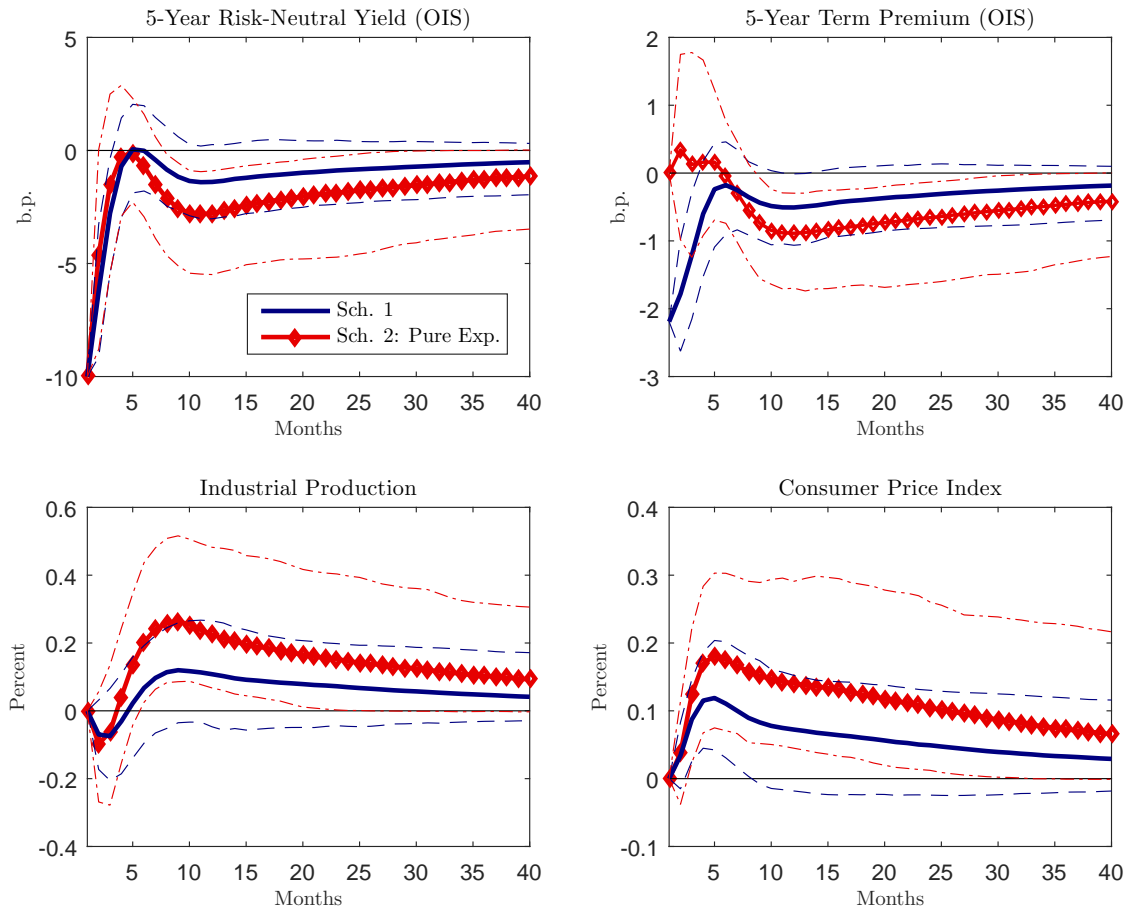 5-Year Risk-Neutral Yield (OIS)
5
0
-5
-10
b.p.
Sch. 1
Sch. 2: Pure Exp.
5 10 15 20 25 30 35 40
Months
5-Year Term Premium (OIS)
2
1
0
-1
-2
-3
b.p.
5 10 15 20 25 30 35 40
Months
Industrial Production
0.6
0.4
0.2
0
-0.2
-0.4
Percent
5 10 15 20 25 30 35 40
Months
Consumer Price Index
0.4
0.3
0.2
0.1
0
-0.1
Percent
5 10 15 20 25 30 35 40
Months